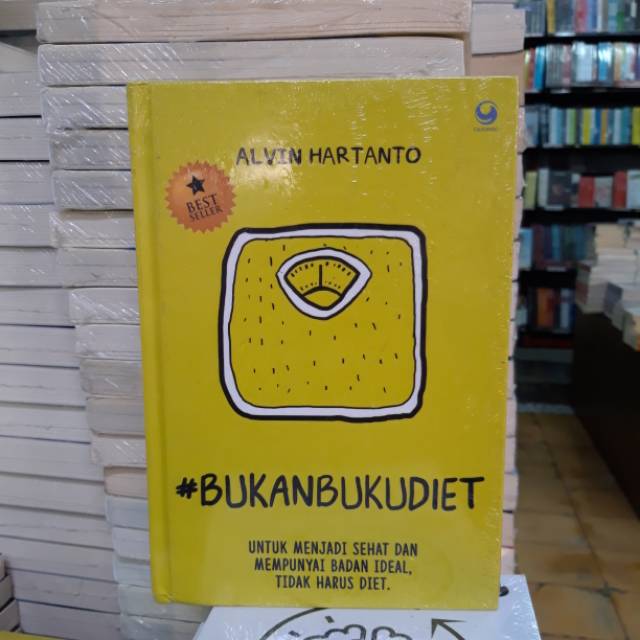 ALVIN HARTANTO
BEST
SELLER
#BUKANBUKUDIET
UNTUK MENJADI SEHAT DAN
MEMPUNYAI BADAN IDEAL,
TIDAK HARUS DIET.